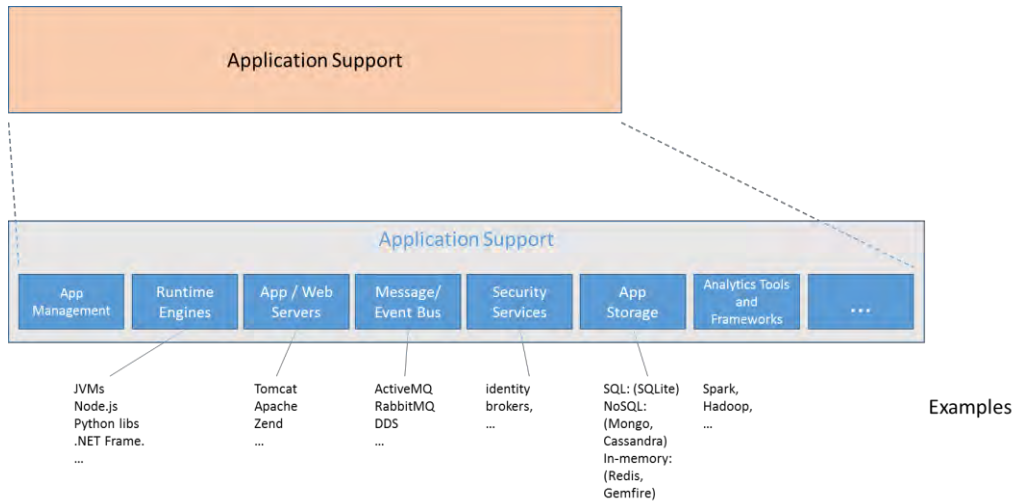 Application Support
Application Support
App
Management
Runtime
Engines
App / Web
Servers
Message/
Event Bus
Security
Services
App
Storage
Analytics Tools
and
Frameworks
...
JVMs
Node.js
Python libs
.NET Frame.
...
Tomcat
Apache
Zend
...
ActiveMQ
RabbitMQ
DDS
...
identity
brokers,
...
SQL: (SQLite)
NoSQL:
(Mongo,
Cassandra)
In-memory:
(Redis,
Gemfire)
Spark,
Hadoop,
...
Examples